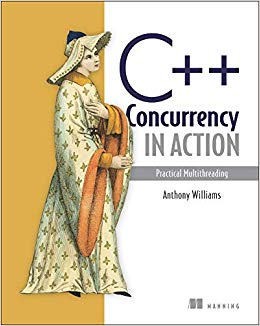 C++
Concurrency
IN ACTION
Practical Multithreading
Anthony Williams
MANNING